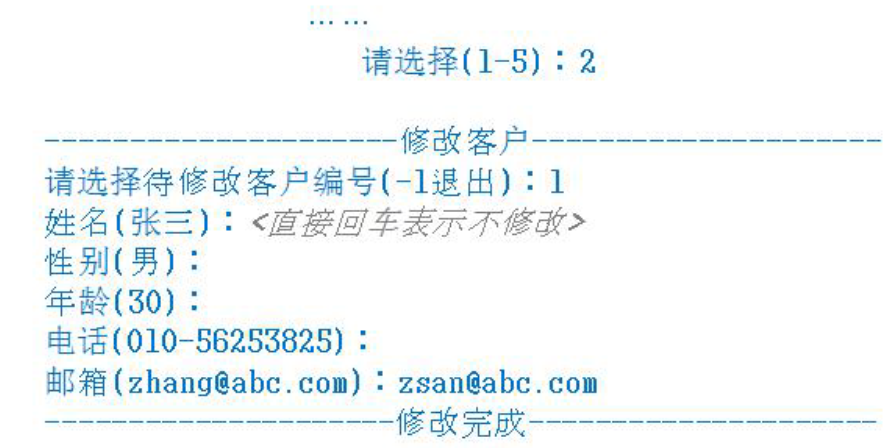 ... ...
请选择(1-5)：2
---------------------修改客户---------------------
请选择待修改客户编号(-1退出)：1
姓名(张三)：<直接回车表示不修改>
性别(男)：
年龄(30)：
电话(010-56253825)：
邮箱(zhang@abc.com)：zsan@abc.com
---------------------修改完成---------------------